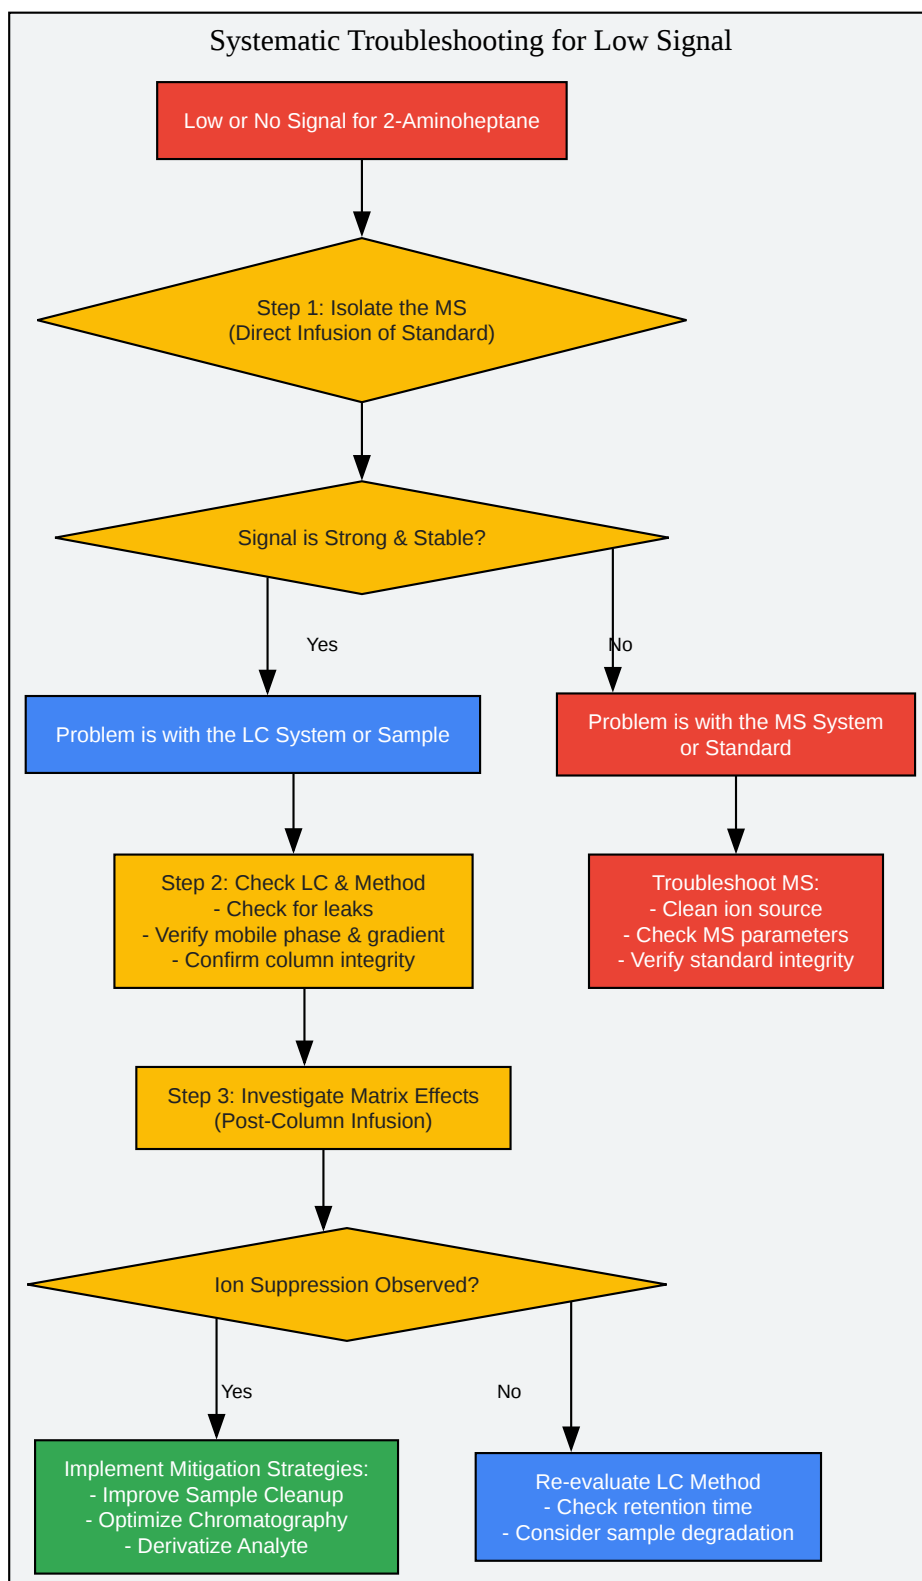 Systematic Troubleshooting for Low Signal
Low or No Signal for 2-Aminoheptane
Step 1: Isolate the MS
(Direct Infusion of Standard)
Signal is Strong & Stable?
Yes
No
Problem is with the LC System or Sample
Problem is with the MS System
or Standard
Step 2: Check LC & Method
- Check for leaks
- Verify mobile phase & gradient
- Confirm column integrity
Troubleshoot MS:
- Clean ion source
- Check MS parameters
- Verify standard integrity
Step 3: Investigate Matrix Effects
(Post-Column Infusion)
Ion Suppression Observed?
Yes
No
Implement Mitigation Strategies:
- Improve Sample Cleanup
- Optimize Chromatography
- Derivatize Analyte
Re-evaluate LC Method
- Check retention time
- Consider sample degradation